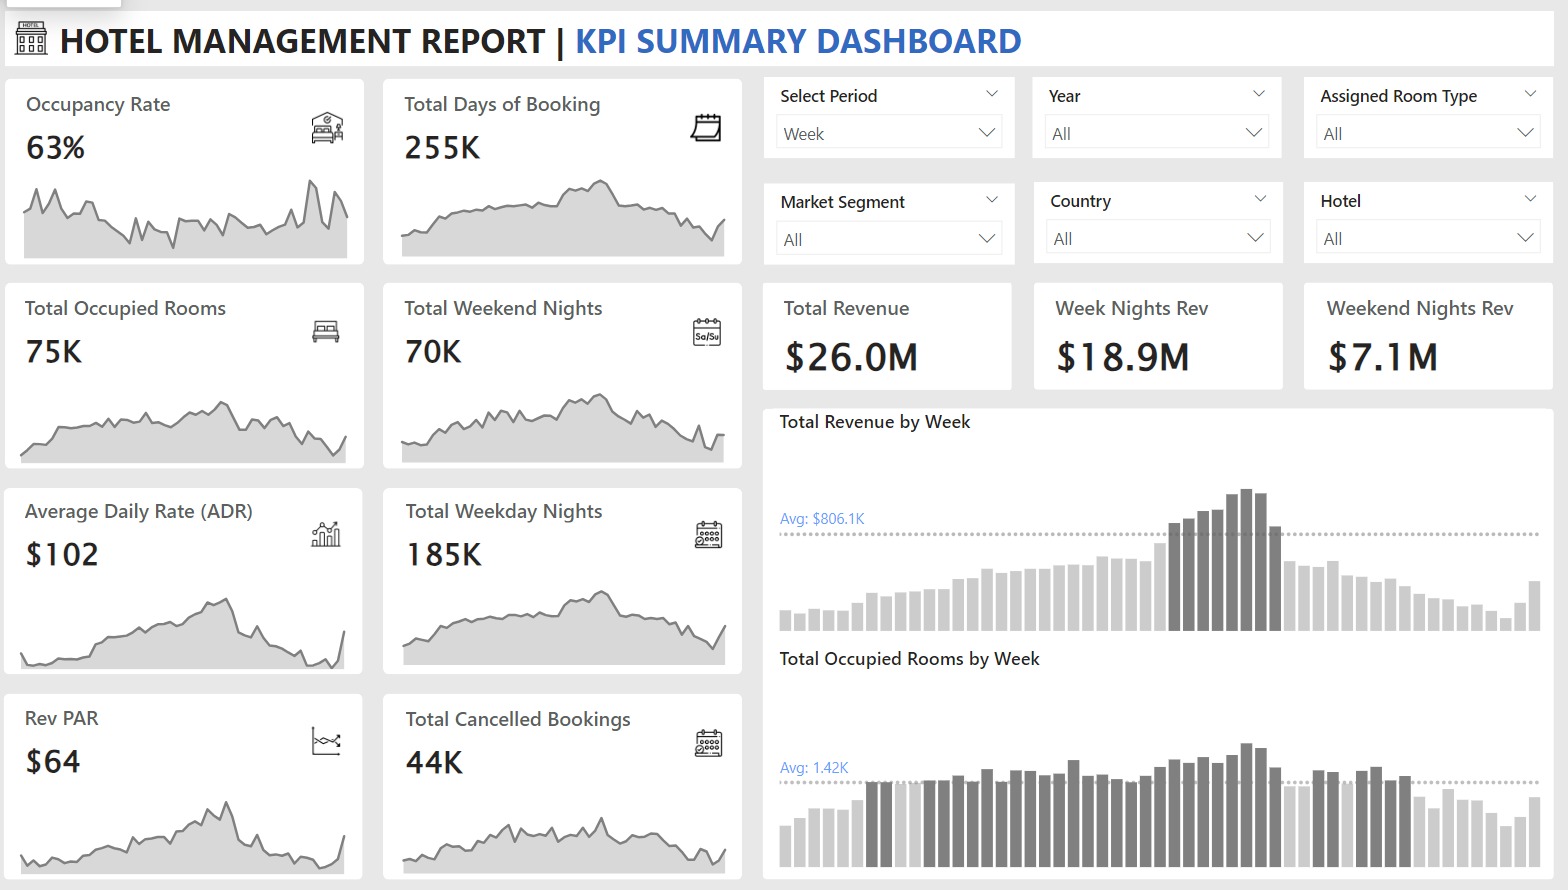 HOTEL
HOTEL MANAGEMENT REPORT | KPI SUMMARY DASHBOARD
Occupancy Rate
63%
Total Days of Booking
255K
Select Period
Week
Year
All
Assigned Room Type
All
Market Segment
All
Country
All
Hotel
All
Total Occupied Rooms
75K
Total Weekend Nights
70K
Sa/Su
Total Revenue
$26.0M
Week Nights Rev
$18.9M
Weekend Nights Rev
$7.1M
Average Daily Rate (ADR)
$102
Total Weekday Nights
185K
Total Revenue by Week
Avg: $806.1K
Rev PAR
$64
Total Cancelled Bookings
44K
Total Occupied Rooms by Week
Avg: 1.42K